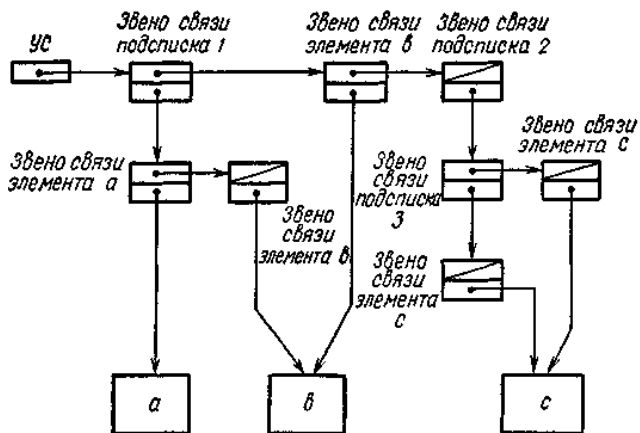 УС
Звено связи
подсписка 1
Звено связи
элемента в
Звено связи
подсписка 2
Звено связи
элемента а
Звено
связи
элемента в
Звено
связи
подсписка
3
Звено связи
элемента с
Звено
связи
элемента
с
а
в
с